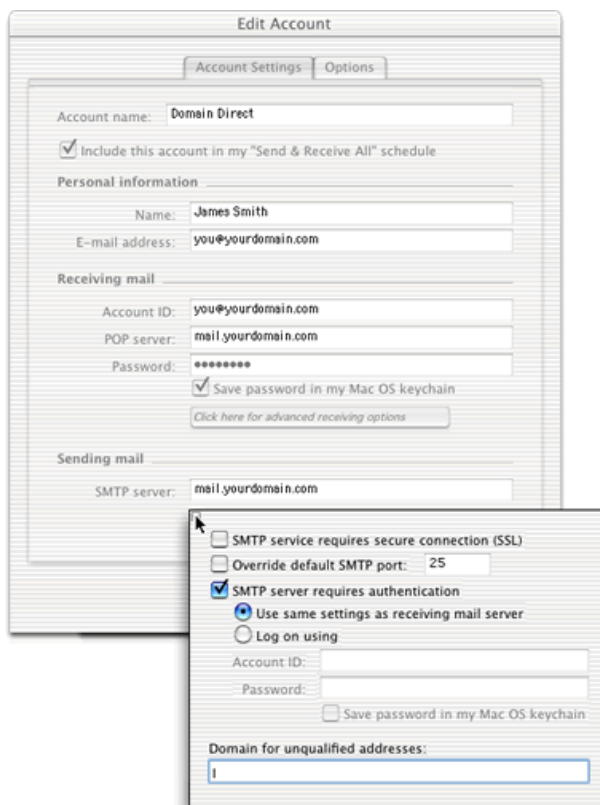 Edit Account
Account Settings Options
Account name: Domain Direct
Include this account in my "Send & Receive All" schedule
Personal information
Name: James Smith
E-mail address: you@yourdomain.com
Receiving mail
Account ID: you@yourdomain.com
POP server: mail.yourdomain.com
Password: ••••••••
Save password in my Mac OS keychain
Click here for advanced receiving options
Sending mail
SMTP server: mail.yourdomain.com
SMTP service requires secure connection (SSL)
Override default SMTP port: 25
SMTP server requires authentication
Use same settings as receiving mail server
Log on using
Account ID:
Password:
Save password in my Mac OS keychain
Domain for unqualified addresses: